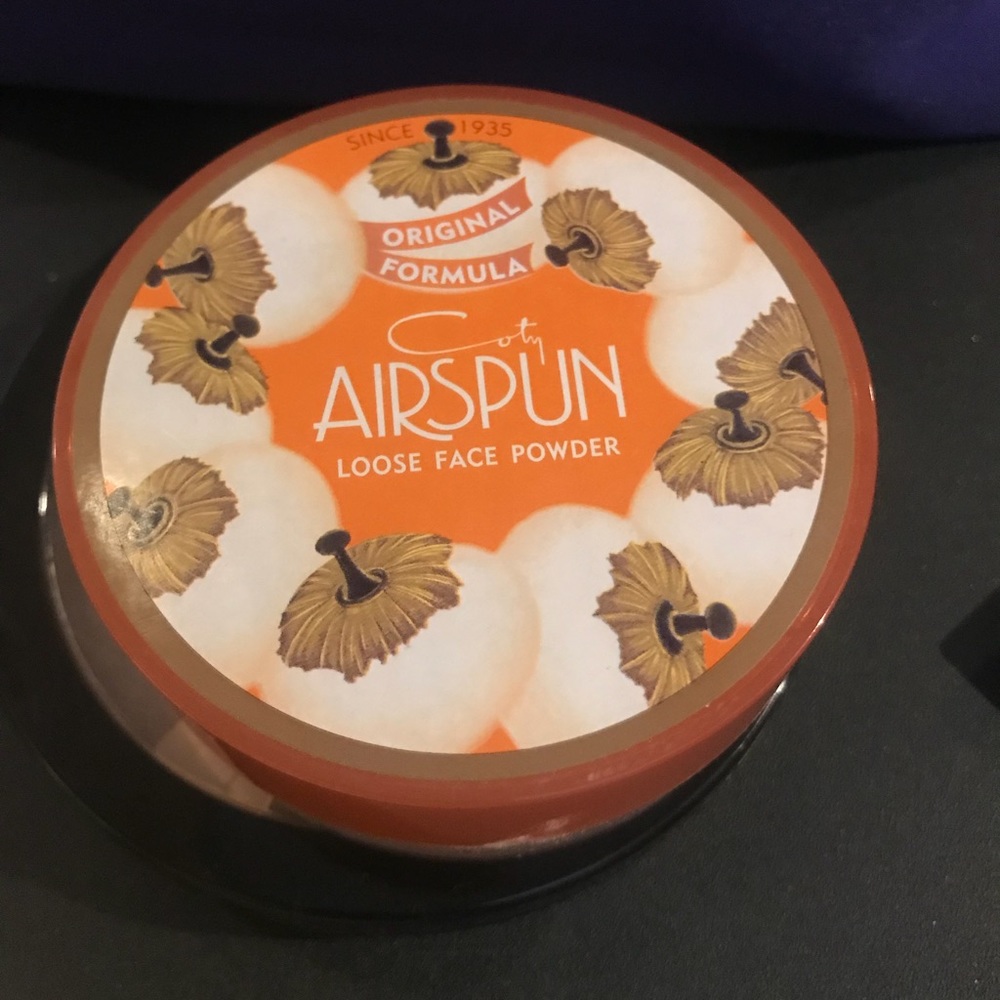 SINCE 1935
ORIGINAL
FORMULA
Coty
AIRSPUN
LOOSE FACE POWDER